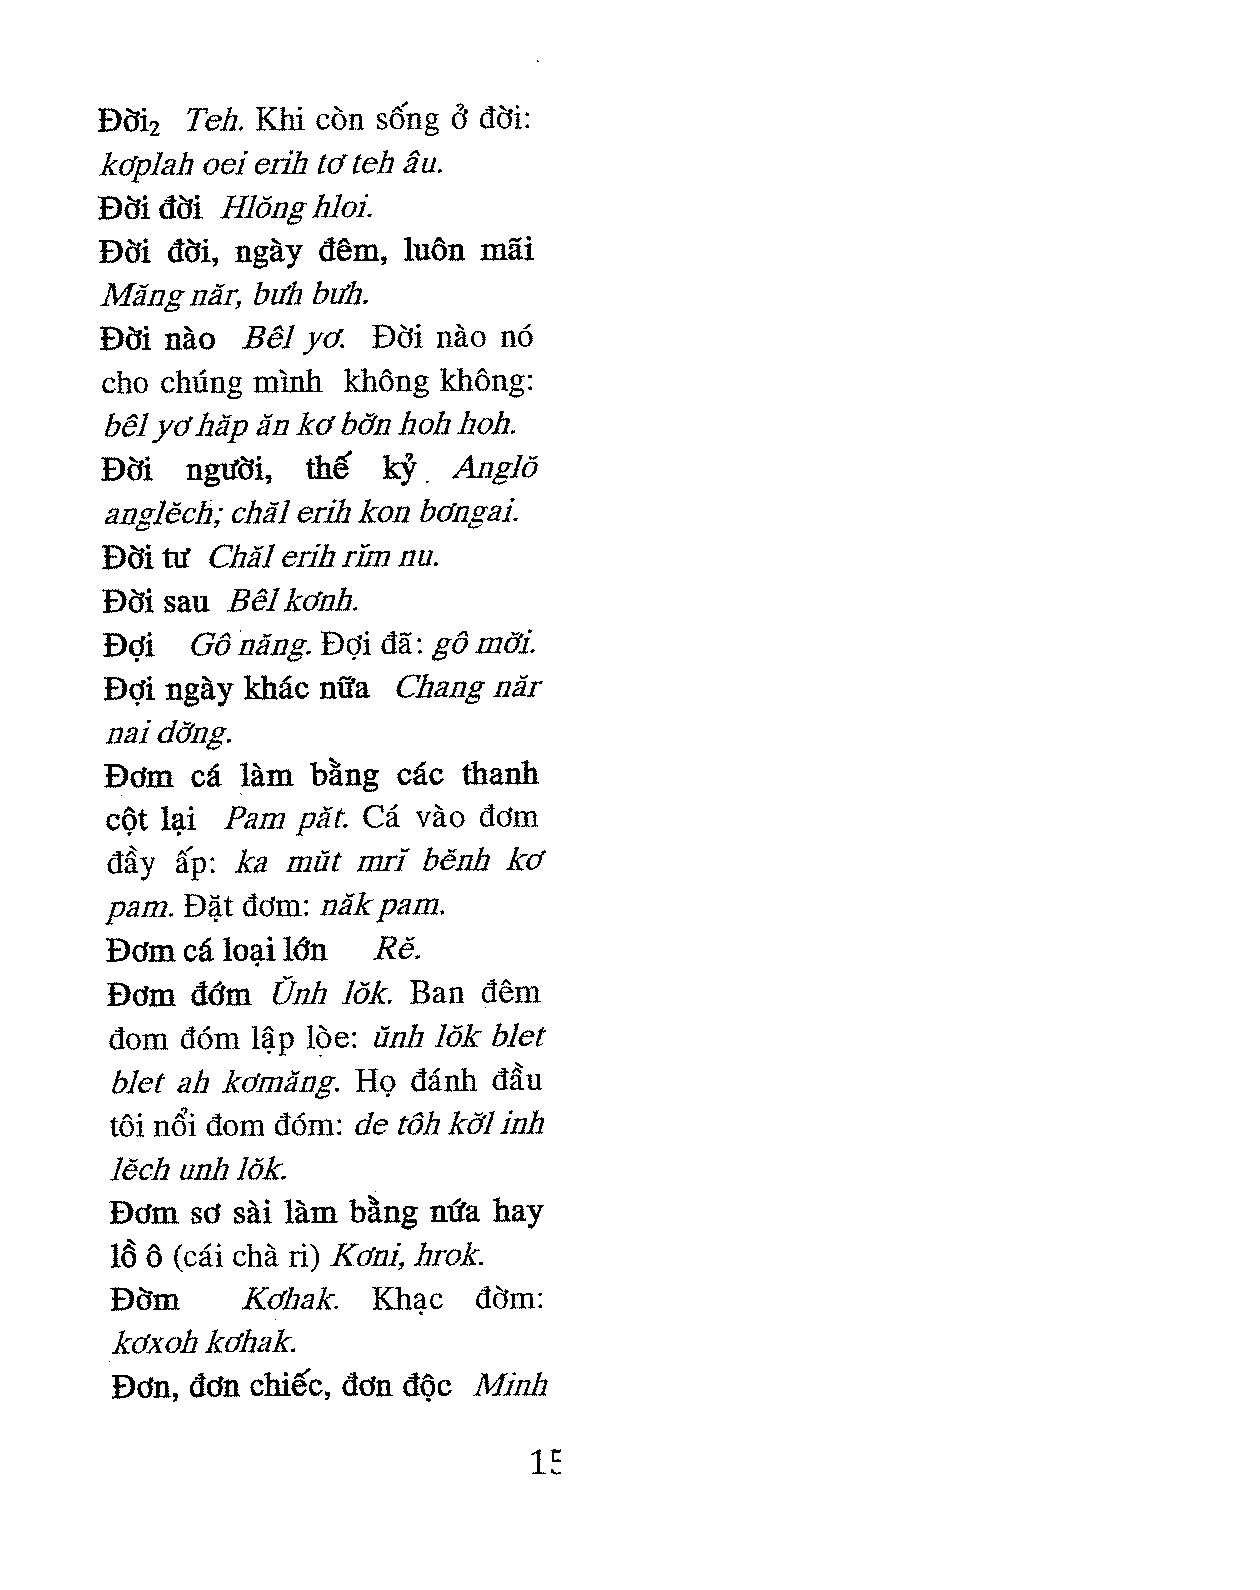 Đời₂ Teh. Khi còn sống ở đời:
kơplah oei erih tơ teh âu.
Đời đời Hlŏng hloi.
Đời đời, ngày đêm, luôn mãi
Măng năr, bưh bưh.
Đời nào Bêl yơ. Đời nào nó
cho chúng mình không không:
bêl yơ hăp ăn kơ bơ̆n hoh hoh.
Đời người, thế kỷ Anglŏ
anglĕch; chăl erih kon bơngai.
Đời tư Chăl erih rĭm nu.
Đời sau Bêl kơnh.
Đợi Gô năng. Đợi đã: gô mơ̆i.
Đợi ngày khác nữa Chang năr
nai dơ̆ng.
Đơm cá làm bằng các thanh
cột lại Pam păt. Cá vào đơm
đầy ấp: ka mŭt mrĭ bĕnh kơ
pam. Đặt đơm: năk pam.
Đơm cá loại lớn Rĕ.
Đơm đớm Ŭnh lŏk. Ban đêm
đom đóm lập lòe: ŭnh lŏk blet
blet ah kơmăng. Họ đánh đầu
tôi nổi đom đóm: de tôh kơ̆l inh
lĕch unh lŏk.
Đơm sơ sài làm bằng nứa hay
lồ ô (cái chà ri) Kơni, hrok.
Đờm Kơhak. Khạc đờm:
kơxoh kơhak.
Đơn, đơn chiếc, đơn độc Minh